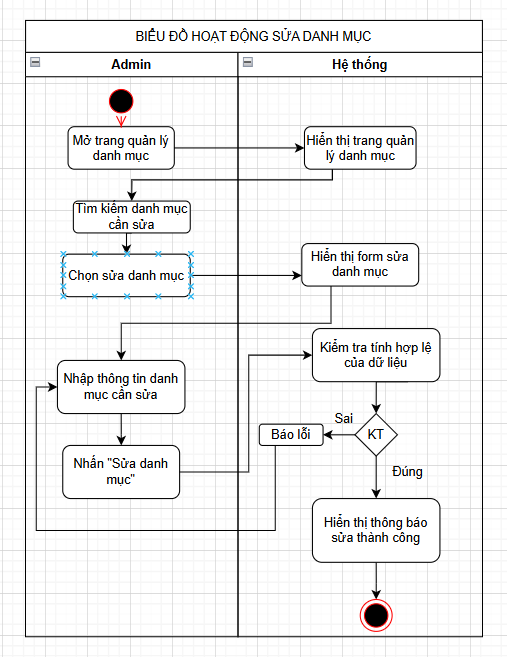 BIỂU ĐỒ HOẠT ĐỘNG SỬA DANH MỤC
Admin
Hệ thống
Mở trang quản lý
danh mục
Hiển thị trang quản
lý danh mục
Tìm kiếm danh mục
cần sửa
Chọn sửa danh mục
Hiển thị form sửa
danh mục
Kiểm tra tính hợp lệ
của dữ liệu
Nhập thông tin danh
mục cần sửa
Sai
Báo lỗi
KT
Nhấn "Sửa danh
mục"
Đúng
Hiển thị thông báo
sửa thành công